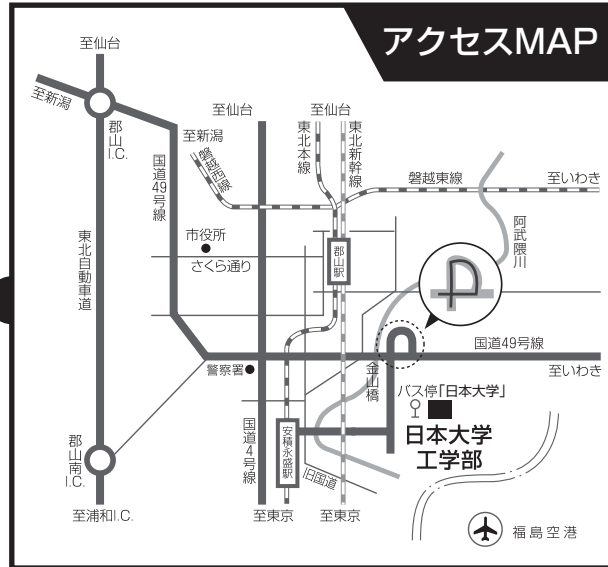 アクセスMAP
至仙台
至新潟
郡山
I.C.
国道49号線
東北自動車道
至仙台
至新潟
磐越西線
至仙台
東北本線
東北新幹線
磐越東線
至いわき
阿武隈川
市役所
さくら通り
郡山駅
国道49号線
至いわき
金山橋
警察署
バス停「日本大学」
日本大学
工学部
国道4号線
安積永盛駅
旧国道
郡山南
I.C.
至浦和I.C.
至東京
至東京
福島空港